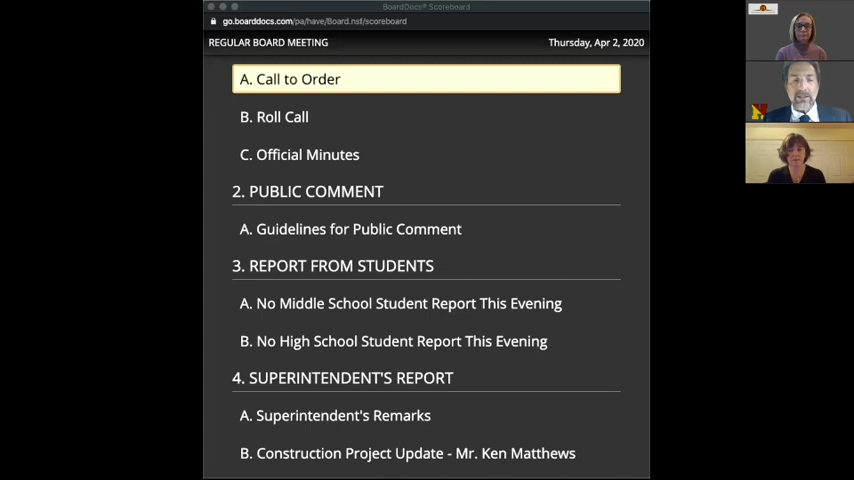 BoardDocs® Scoreboard
go.boarddocs.com/pa/have/Board.nsf/scoreboard
REGULAR BOARD MEETING
Thursday, Apr 2, 2020
A. Call to Order
B. Roll Call
C. Official Minutes
2. PUBLIC COMMENT
A. Guidelines for Public Comment
3. REPORT FROM STUDENTS
A. No Middle School Student Report This Evening
B. No High School Student Report This Evening
4. SUPERINTENDENT'S REPORT
A. Superintendent's Remarks
B. Construction Project Update - Mr. Ken Matthews